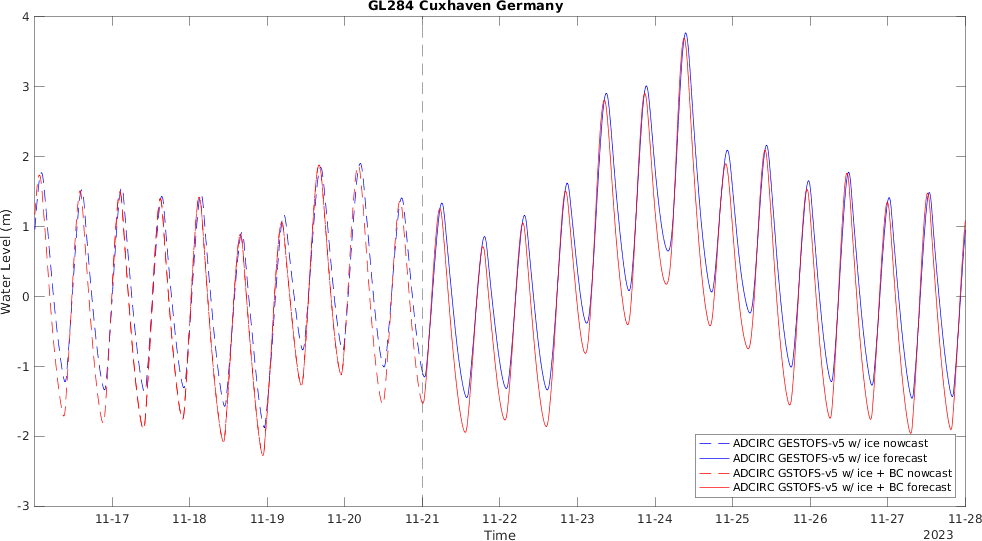 GL284 Cuxhaven Germany
4
3
2
1
0
-1
-2
-3
Water Level (m)
11-17 11-18 11-19 11-20 11-21 11-22 11-23 11-24 11-25 11-26 11-27 11-28
Time
2023
ADCIRC GESTOFS-v5 w/ ice nowcast
ADCIRC GESTOFS-v5 w/ ice forecast
ADCIRC GSTOFS-v5 w/ ice + BC nowcast
ADCIRC GSTOFS-v5 w/ ice + BC forecast